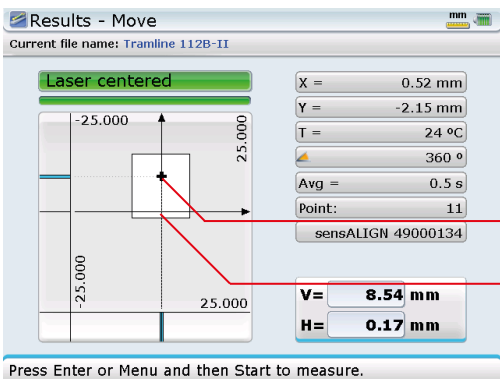 Results - Move
mm
Current file name: Tramline 112B-II
Laser centered
-25.000
25.000
-25.000
25.000
X = 0.52 mm
Y = -2.15 mm
T = 24 ºC
360 º
Avg = 0.5 s
Point: 11
sensALIGN 49000134
V= 8.54 mm
H= 0.17 mm
Press Enter or Menu and then Start to measure.